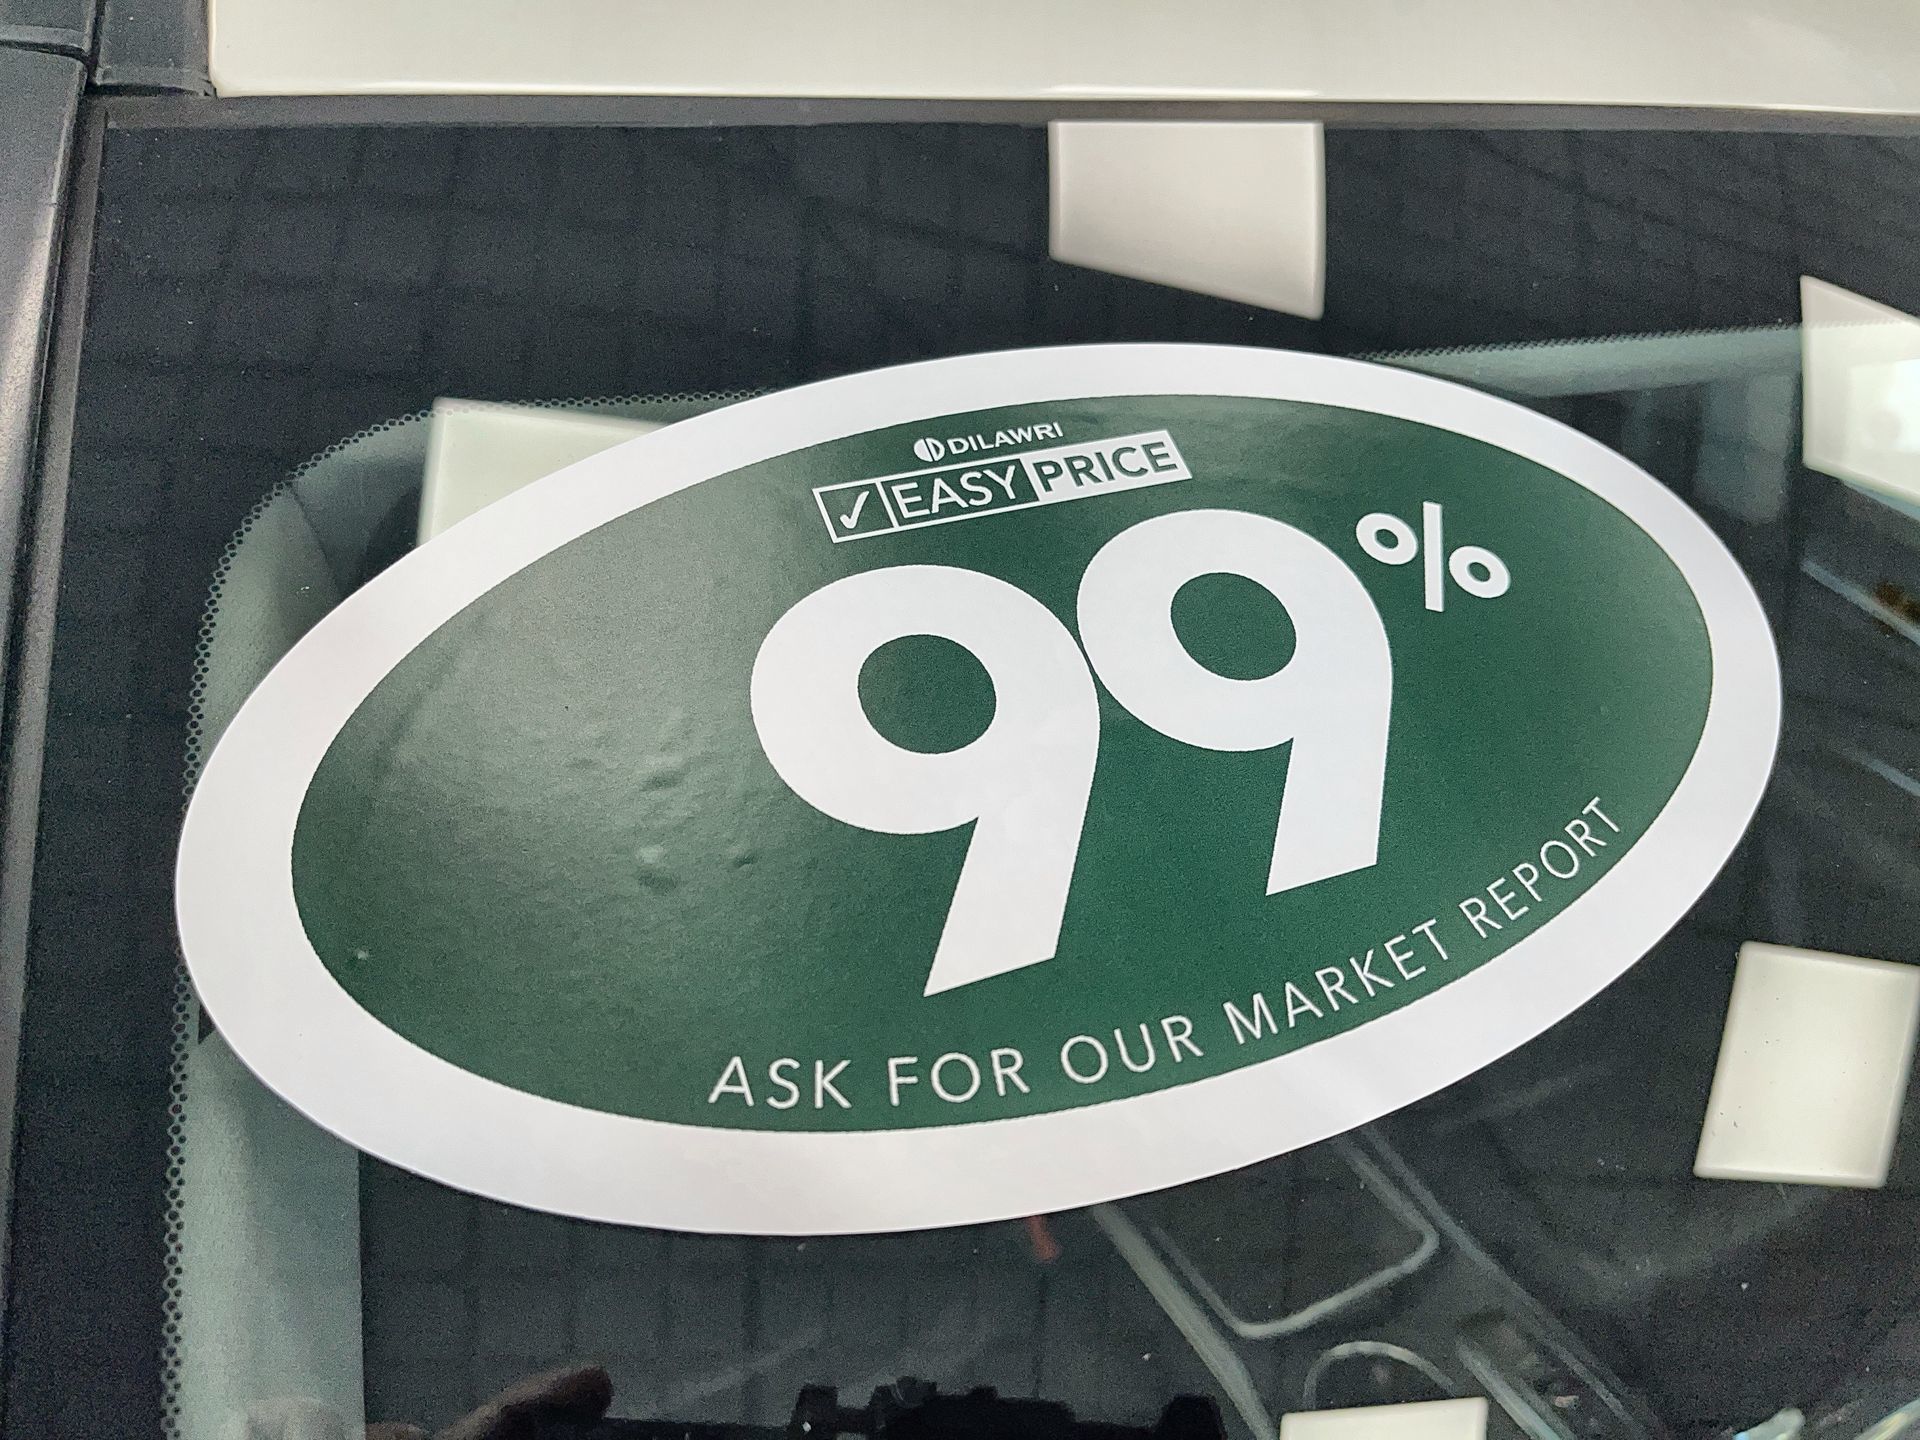 DILAWRI
EASY PRICE
99%
ASK FOR OUR MARKET REPORT